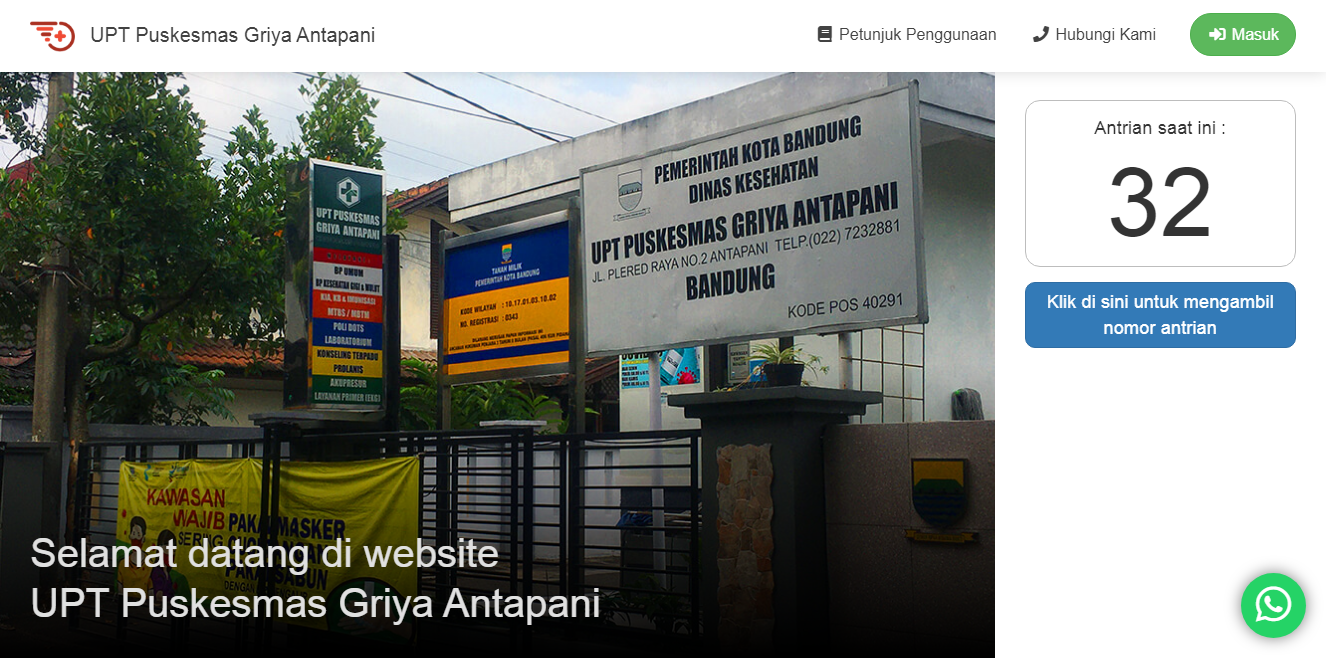 UPT Puskesmas Griya Antapani
Petunjuk Penggunaan
Hubungi Kami
Masuk
UPT PUSKESMAS
GRIYA ANTAPANI
BP UMUM
BP KESEHATAN GIGI & MULUT
KIA, KB & IMUNISASI
MTBS / MBTM
POLI DOTS
LABORATORIUM
KONSELING TERPADU
PROLANIS
AKUPRESUR
LAYANAN PRIMER (EKG)
TANAH MILIK
PEMERINTAH KOTA BANDUNG
KODE WILAYAH : 10.17.01.03.10.02
NO. REGISTRASI : 0343
PEMERINTAH KOTA BANDUNG
DINAS KESEHATAN
UPT PUSKESMAS GRIYA ANTAPANI
JL. PLERED RAYA NO.2 ANTAPANI TELP.(022) 7232881
BANDUNG
KODE POS 40291
KAWASAN
WAJIB PAKAI MASKER
SERING
PAKAI SABUN
Selamat datang di website
UPT Puskesmas Griya Antapani
Antrian saat ini :
32
Klik di sini untuk mengambil
nomor antrian